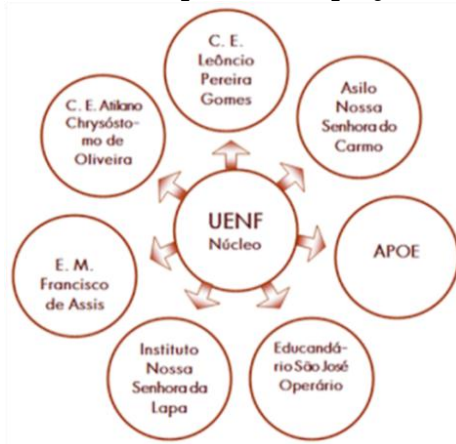 C. E.
Leôncio
Pereira
Gomes
Asilo
Nossa
Senhora do
Carmo
APOE
Educandá-
rio São José
Operário
Instituto
Nossa
Senhora da
Lapa
E. M.
Francisco
de Assis
C. E. Atilano
Chrysósto-
mo de
Oliveira
UENF
Núcleo